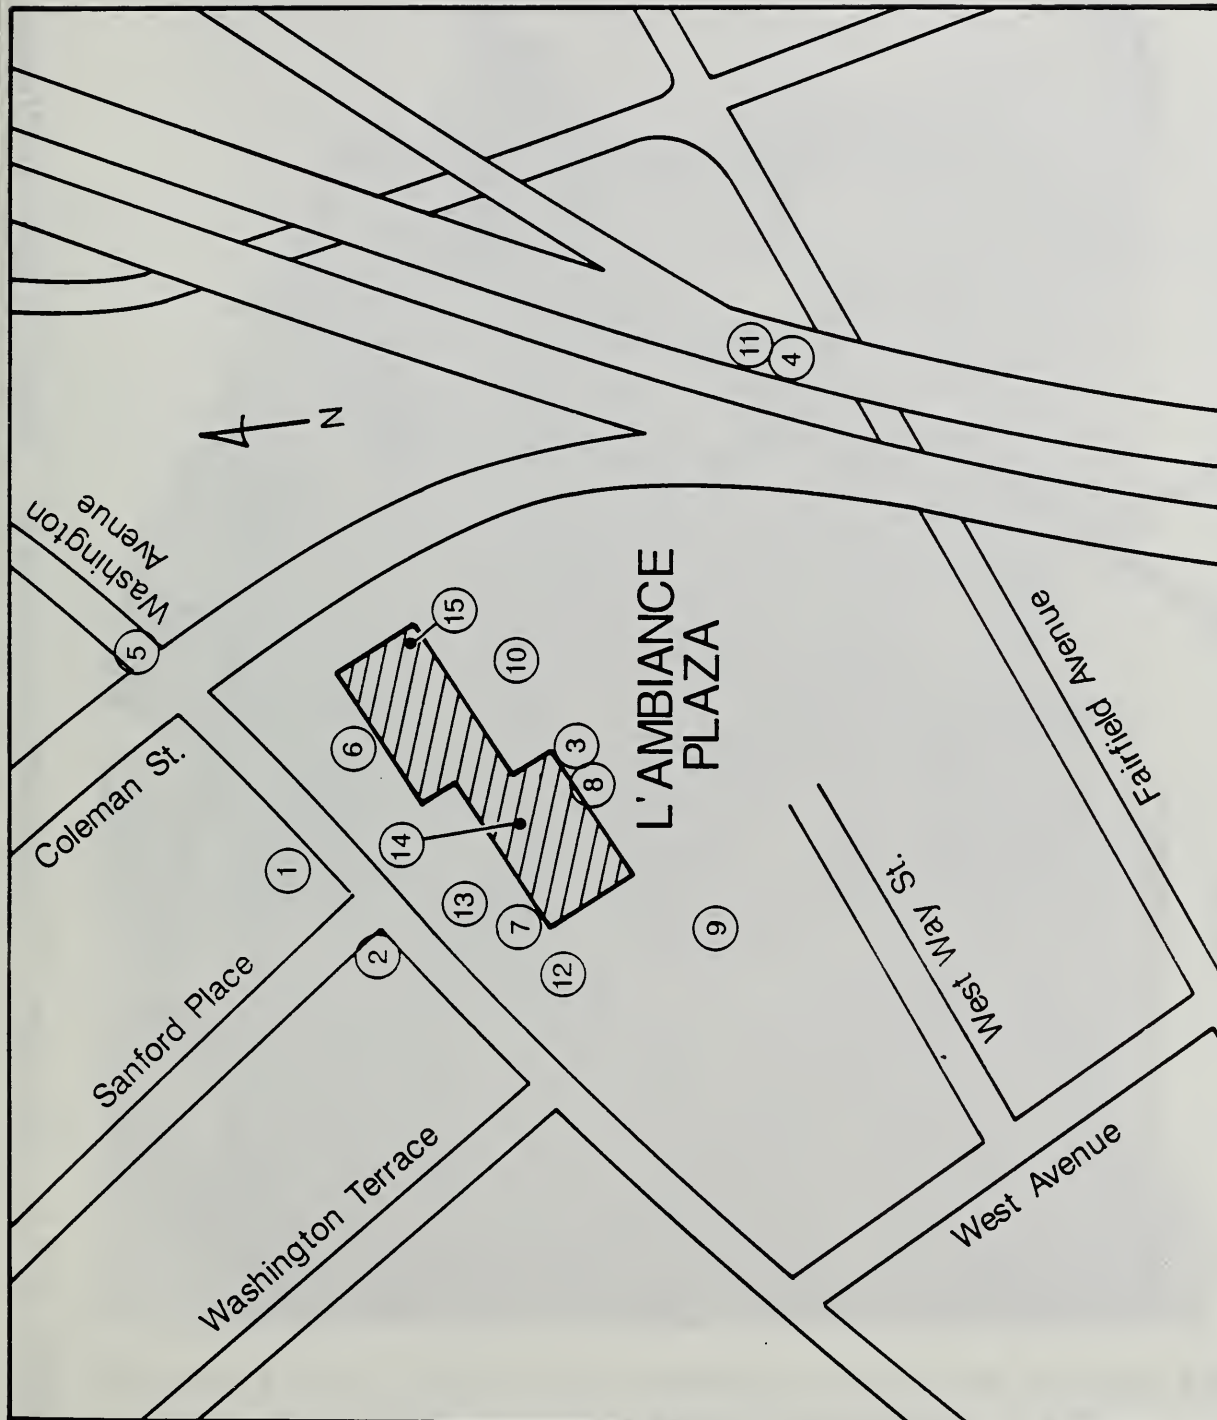 Washington
Avenue
5
Coleman St.
N
11
4
15
6
10
1
14
3
8
13
7
2
12
9
L'AMBIANCE
PLAZA
Sanford Place
Washington Terrace
West Way St.
Fairfield Avenue
West Avenue